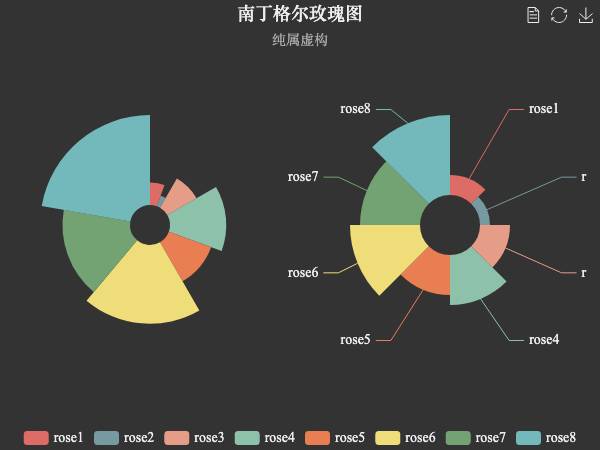 南丁格尔玫瑰图
纯属虚构
rose8
rose1
rose7
r
rose6
r
rose5
rose4
rose1 rose2 rose3 rose4 rose5 rose6 rose7 rose8